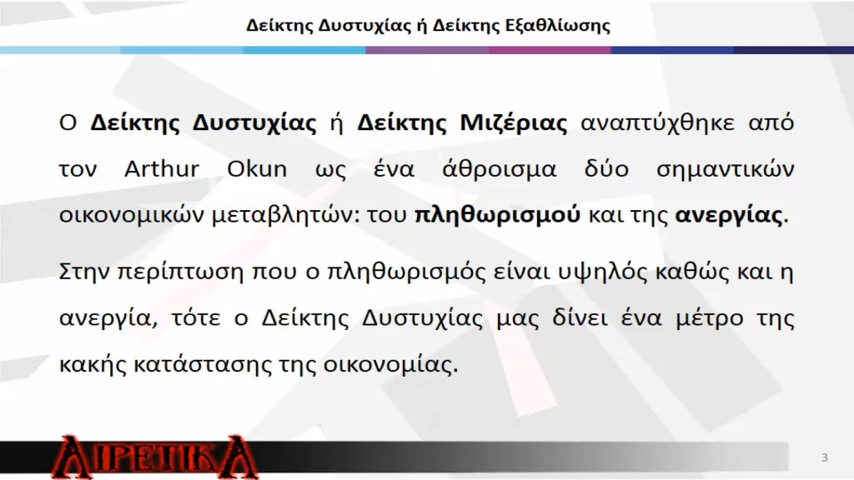 Δείκτης Δυστυχίας ή Δείκτης Εξαθλίωσης
Ο Δείκτης Δυστυχίας ή Δείκτης Μιζέριας αναπτύχθηκε από
τον Arthur Okun ως ένα άθροισμα δύο σημαντικών
οικονομικών μεταβλητών: του πληθωρισμού και της ανεργίας.
Στην περίπτωση που ο πληθωρισμός είναι υψηλός καθώς και η
ανεργία, τότε ο Δείκτης Δυστυχίας μας δίνει ένα μέτρο της
κακής κατάστασης της οικονομίας.
ΑΙΡΕΤΙΚΑ
3